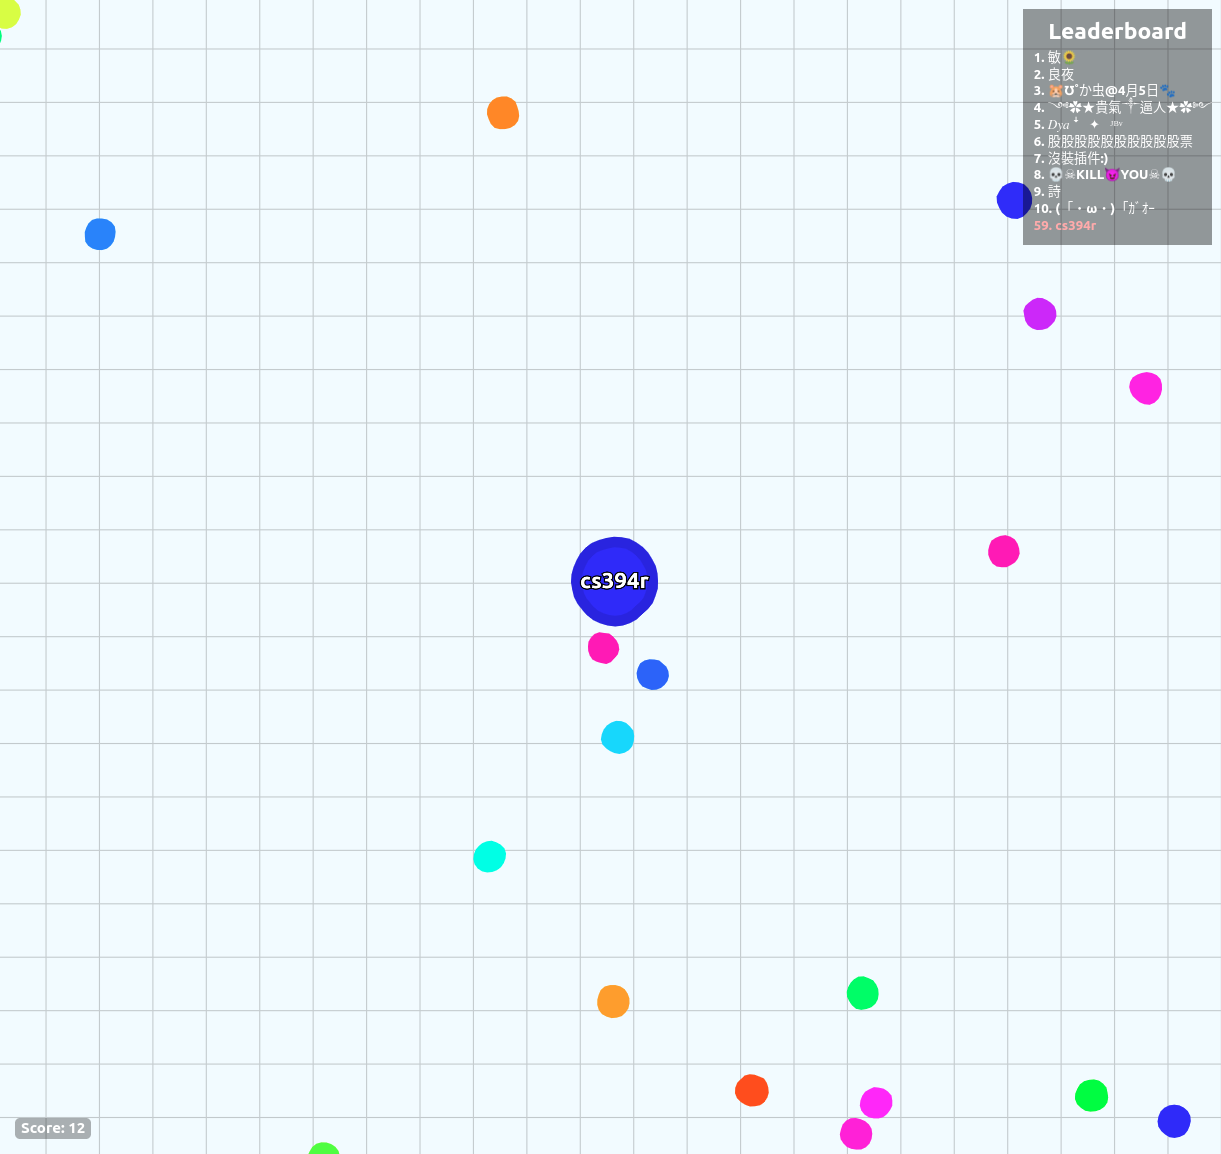 Leaderboard
1. 敏🌻
2. 良夜
3. 🐹℧˚か虫@4月5日🐾
4. ༺✿★貴氣༒逼人★✿༻
5. Dya
6. 股股股股股股股股股股票
7. 沒裝插件:)
8. 💀☠KILL😈YOU☠💀
9. 詩
10. (「・ω・)「ｶﾞｵｰ
59. cs394r
cs394r
Score: 12